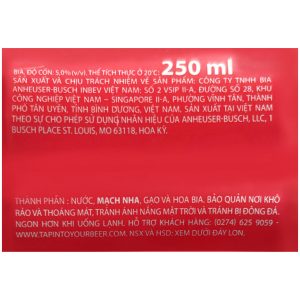 BIA, ĐỘ CỒN: 5,0% (v/v). THỂ TÍCH THỰC Ở 20°C: 250 ml
SẢN XUẤT VÀ CHỊU TRÁCH NHIỆM VỀ SẢN PHẨM: CÔNG TY TNHH BIA
ANHEUSER-BUSCH INBEV VIỆT NAM: SỐ 2 VSIP II-A, ĐƯỜNG SỐ 28, KHU
CÔNG NGHIỆP VIỆT NAM – SINGAPORE II-A, PHƯỜNG VĨNH TÂN, THÀNH
PHỐ TÂN UYÊN, TỈNH BÌNH DƯƠNG, VIỆT NAM. SẢN XUẤT TẠI VIỆT NAM
THEO SỰ CHO PHÉP SỬ DỤNG NHÃN HIỆU CỦA ANHEUSER-BUSCH, LLC, 1
BUSCH PLACE ST. LOUIS, MO 63118, HOA KỲ.
THÀNH PHẦN : NƯỚC, MẠCH NHA, GẠO VÀ HOA BIA. BẢO QUẢN NƠI KHÔ
RÁO VÀ THOÁNG MÁT, TRÁNH ÁNH NẮNG MẶT TRỜI VÀ TRÁNH BỊ ĐÔNG ĐÁ.
NGON HƠN KHI UỐNG LẠNH. HỖ TRỢ KHÁCH HÀNG: (0274) 625 9059
WWW.TAPINTOYOURBEER.COM. NSX VÀ HSD: XEM DƯỚI ĐÁY LON.